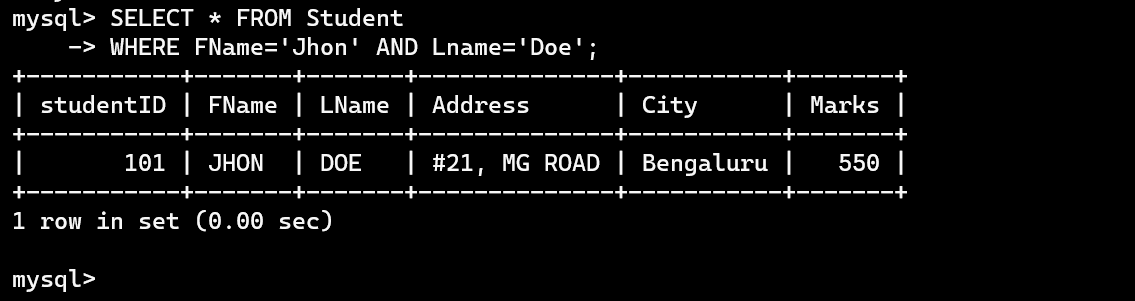 mysql> SELECT * FROM Student
    -> WHERE FName='Jhon' AND Lname='Doe';
+-----------+-------+-------+--------------+-----------+-------+
| studentID | FName | LName | Address      | City      | Marks |
+-----------+-------+-------+--------------+-----------+-------+
|       101 | JHON  | DOE   | #21, MG ROAD | Bengaluru |   550 |
+-----------+-------+-------+--------------+-----------+-------+
1 row in set (0.00 sec)

mysql>